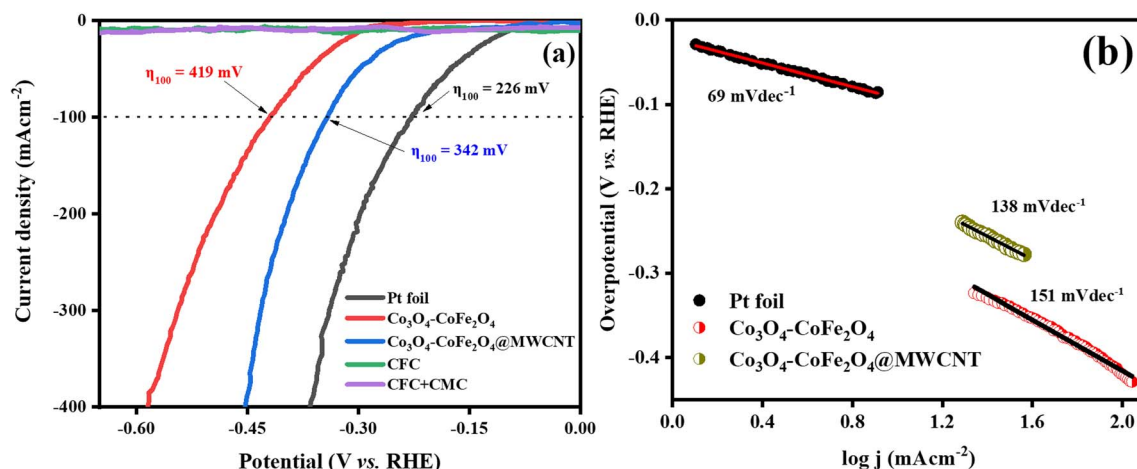 (a)
η₁₀₀ = 419 mV
η₁₀₀ = 226 mV
η₁₀₀ = 342 mV
Pt foil
Co₃O₄-CoFe₂O₄
Co₃O₄-CoFe₂O₄@MWCNT
CFC
CFC+CMC
0
-100
-200
-300
-400
-0.60
-0.45
-0.30
-0.15
0.00
Current density (mAcm⁻²)
Potential (V vs. RHE)
(b)
69 mVdec⁻¹
138 mVdec⁻¹
151 mVdec⁻¹
Pt foil
Co₃O₄-CoFe₂O₄
Co₃O₄-CoFe₂O₄@MWCNT
0.0
-0.1
-0.2
-0.3
-0.4
0.0
0.4
0.8
1.2
1.6
2.0
Overpotential (V vs. RHE)
log j (mAcm⁻²)